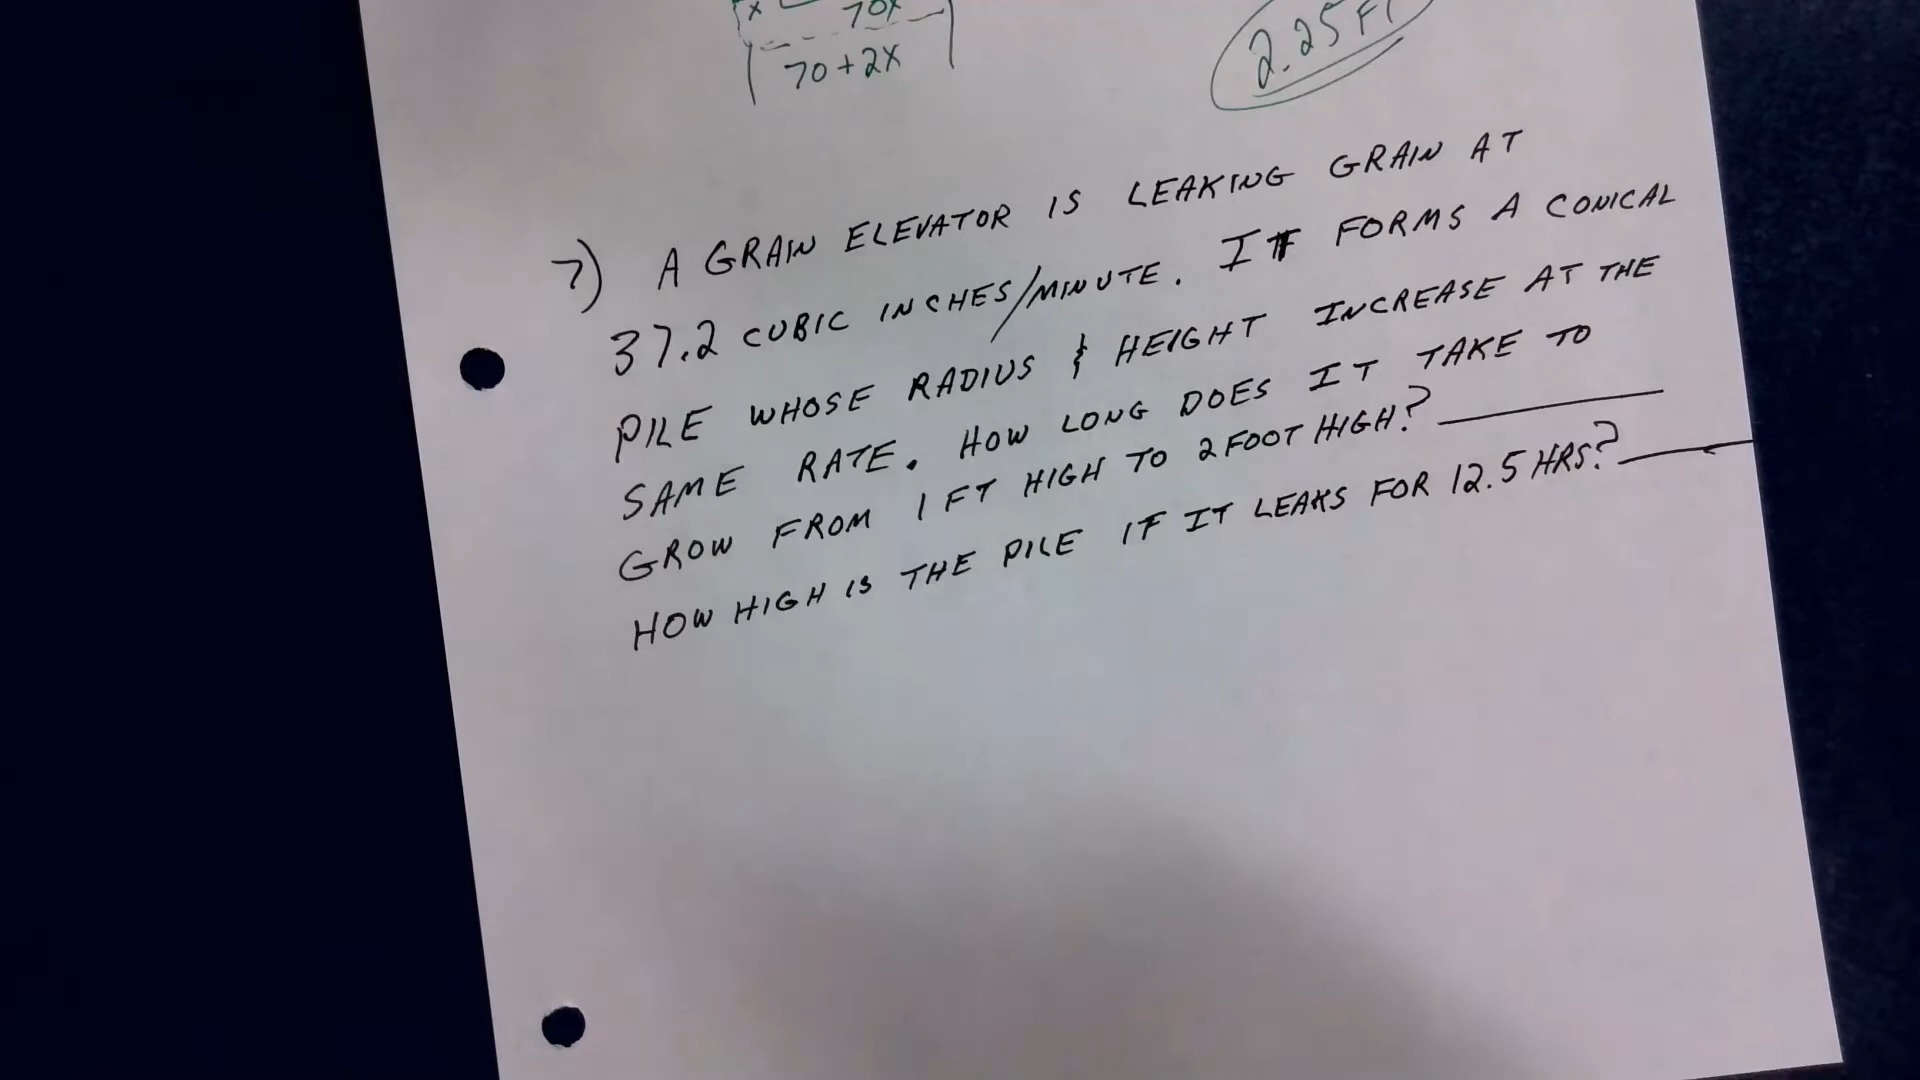 x 70x
70+2x
2.25 FT
7) A GRAIN ELEVATOR IS LEAKING GRAIN AT
37.2 CUBIC INCHES/MINUTE. IT FORMS A CONICAL
PILE WHOSE RADIUS & HEIGHT INCREASE AT THE
SAME RATE. HOW LONG DOES IT TAKE TO
GROW FROM 1 FT HIGH TO 2 FOOT HIGH?
HOW HIGH IS THE PILE IF IT LEAKS FOR 12.5 HRS?